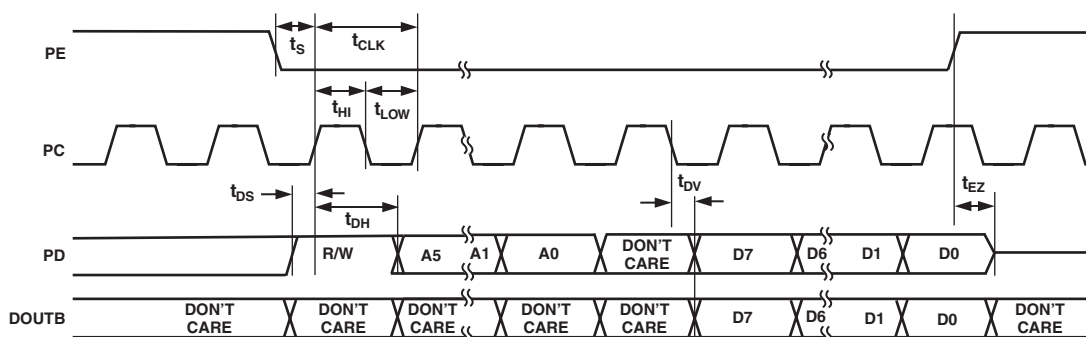 PE
tS
tCLK
tHI
tLOW
PC
tDS
tDH
tDV
tEZ
PD
R/W
A5
A1
A0
DON'T
CARE
D7
D6
D1
D0
DOUTB
DON'T
CARE
DON'T
CARE
DON'T
CARE
DON'T
CARE
DON'T
CARE
D7
D6
D1
D0
DON'T
CARE